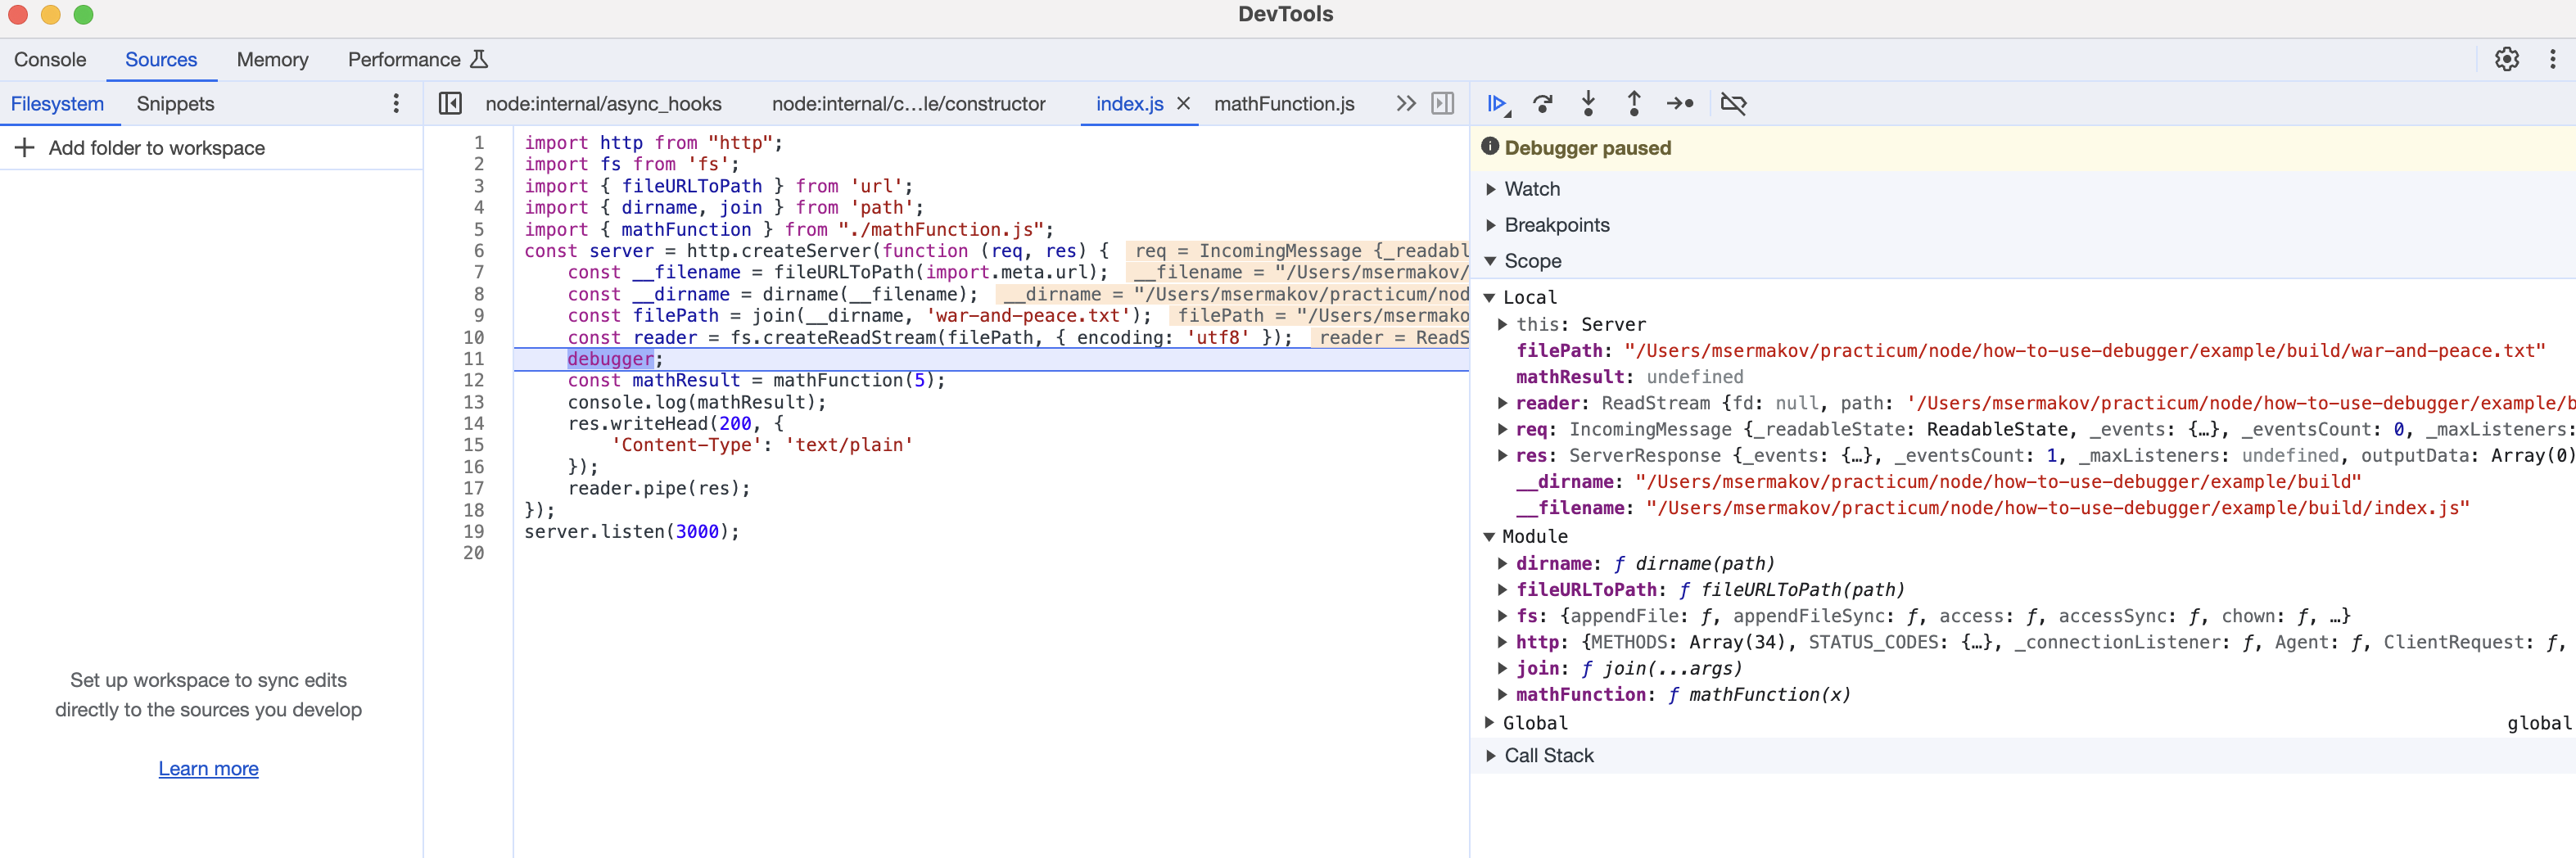 DevTools
Console Sources Memory Performance
Filesystem Snippets
Add folder to workspace
Set up workspace to sync edits
directly to the sources you develop
Learn more
node:internal/async_hooks node:internal/c…le/constructor index.js × mathFunction.js
1 import http from "http";
2 import fs from 'fs';
3 import { fileURLToPath } from 'url';
4 import { dirname, join } from 'path';
5 import { mathFunction } from "./mathFunction.js";
6 const server = http.createServer(function (req, res) { req = IncomingMessage {_readabl
7 const __filename = fileURLToPath(import.meta.url); __filename = "/Users/msermakov/
8 const __dirname = dirname(__filename); __dirname = "/Users/msermakov/practicum/nod
9 const filePath = join(__dirname, 'war-and-peace.txt'); filePath = "/Users/msermako
10 const reader = fs.createReadStream(filePath, { encoding: 'utf8' }); reader = ReadS
11 debugger;
12 const mathResult = mathFunction(5);
13 console.log(mathResult);
14 res.writeHead(200, {
15 'Content-Type': 'text/plain'
16 });
17 reader.pipe(res);
18 });
19 server.listen(3000);
20
Debugger paused
Watch
Breakpoints
Scope
Local
this: Server
filePath: "/Users/msermakov/practicum/node/how-to-use-debugger/example/build/war-and-peace.txt"
mathResult: undefined
reader: ReadStream {fd: null, path: '/Users/msermakov/practicum/node/how-to-use-debugger/example/b
req: IncomingMessage {_readableState: ReadableState, _events: {…}, _eventsCount: 0, _maxListeners:
res: ServerResponse {_events: {…}, _eventsCount: 1, _maxListeners: undefined, outputData: Array(0)
__dirname: "/Users/msermakov/practicum/node/how-to-use-debugger/example/build"
__filename: "/Users/msermakov/practicum/node/how-to-use-debugger/example/build/index.js"
Module
dirname: ƒ dirname(path)
fileURLToPath: ƒ fileURLToPath(path)
fs: {appendFile: ƒ, appendFileSync: ƒ, access: ƒ, accessSync: ƒ, chown: ƒ, …}
http: {METHODS: Array(34), STATUS_CODES: {…}, _connectionListener: ƒ, Agent: ƒ, ClientRequest: ƒ,
join: ƒ join(...args)
mathFunction: ƒ mathFunction(x)
Global global
Call Stack